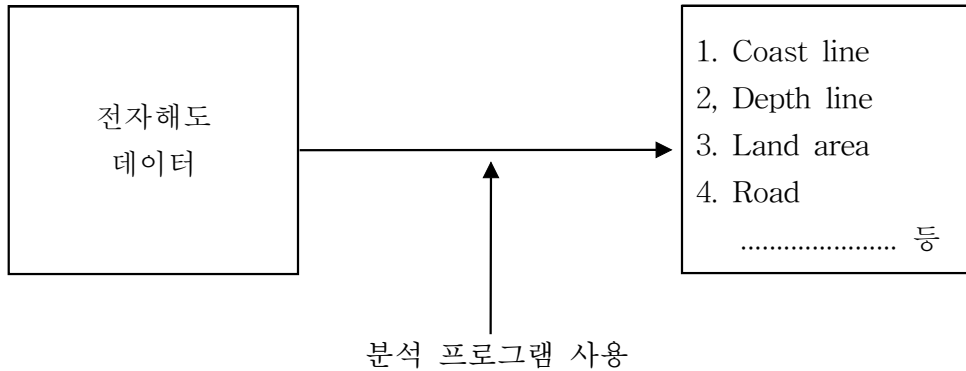 전자해도
데이터
1. Coast line
2, Depth line
3. Land area
4. Road
...................... 등
분석 프로그램 사용